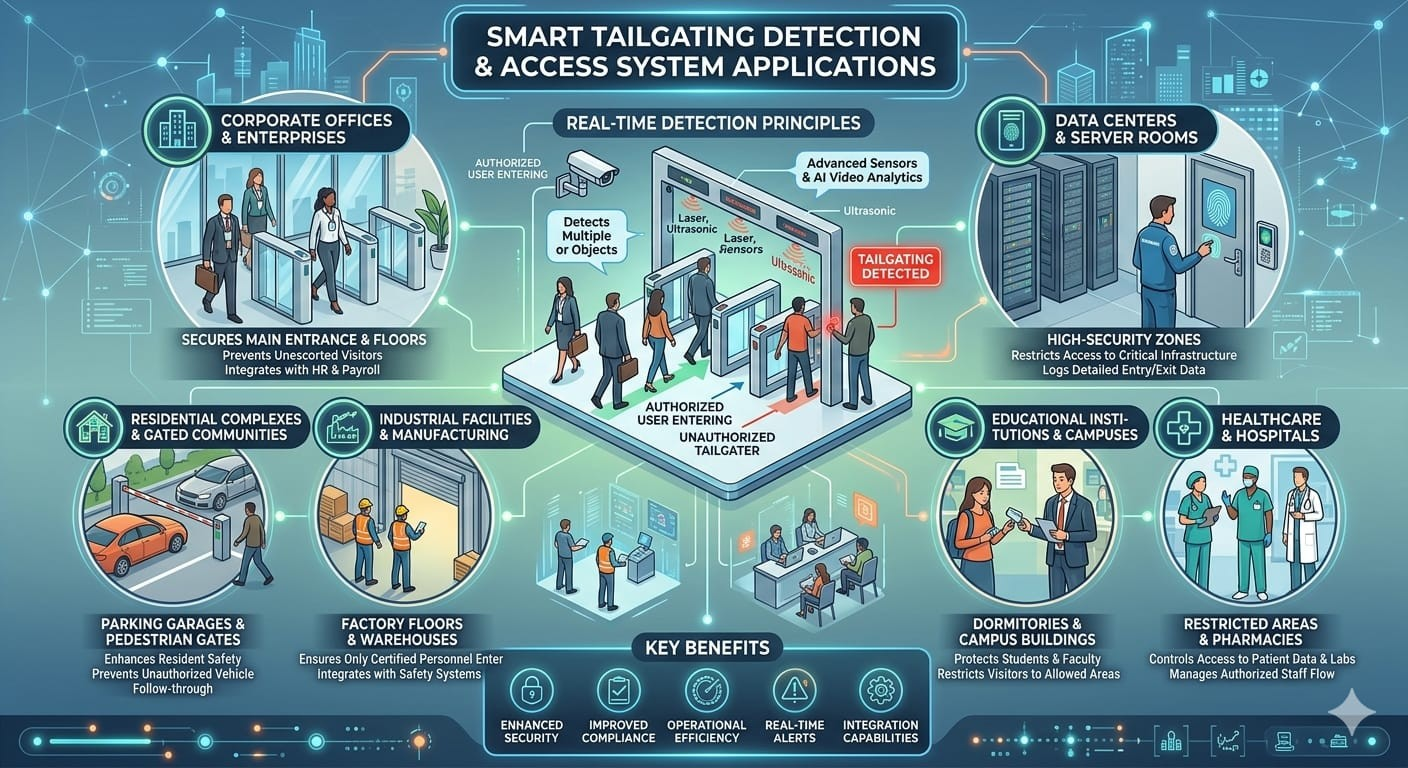 SMART TAILGATING DETECTION
& ACCESS SYSTEM APPLICATIONS
CORPORATE OFFICES
& ENTERPRISES
SECURES MAIN ENTRANCE & FLOORS
Prevents Unescorted Visitors
Integrates with HR & Payroll
REAL-TIME DETECTION PRINCIPLES
AUTHORIZED
USER ENTERING
Advanced Sensors
& AI Video Analytics
Detects
Multiple
or Objects
Laser,
Ultrasonic
Laser,
Ultrasonic
TAILGATING
DETECTED
AUTHORIZED
USER ENTERING
UNAUTHORIZED
TAILGATER
DATA CENTERS
& SERVER ROOMS
HIGH-SECURITY ZONES
Restricts Access to Critical Infrastructure
Logs Detailed Entry/Exit Data
RESIDENTIAL COMPLEXES
& GATED COMMUNITIES
PARKING GARAGES &
PEDESTRIAN GATES
Enhances Resident Safety
Prevents Unauthorized Vehicle
Follow-through
INDUSTRIAL FACILITIES
& MANUFACTURING
FACTORY FLOORS
& WAREHOUSES
Ensures Only Certified Personnel Enter
Integrates with Safety Systems
EDUCATIONAL INSTI-
TUTIONS & CAMPUSES
DORMITORIES &
CAMPUS BUILDINGS
Protects Students & Faculty
Restricts Visitors to Allowed Areas
HEALTHCARE
& HOSPITALS
RESTRICTED AREAS
& PHARMACIES
Controls Access to Patient Data & Labs
Manages Authorized Staff Flow
KEY BENEFITS
ENHANCED
SECURITY
IMPROVED
COMPLIANCE
OPERATIONAL
EFFICIENCY
REAL-TIME
ALERTS
INTEGRATION
CAPABILITIES